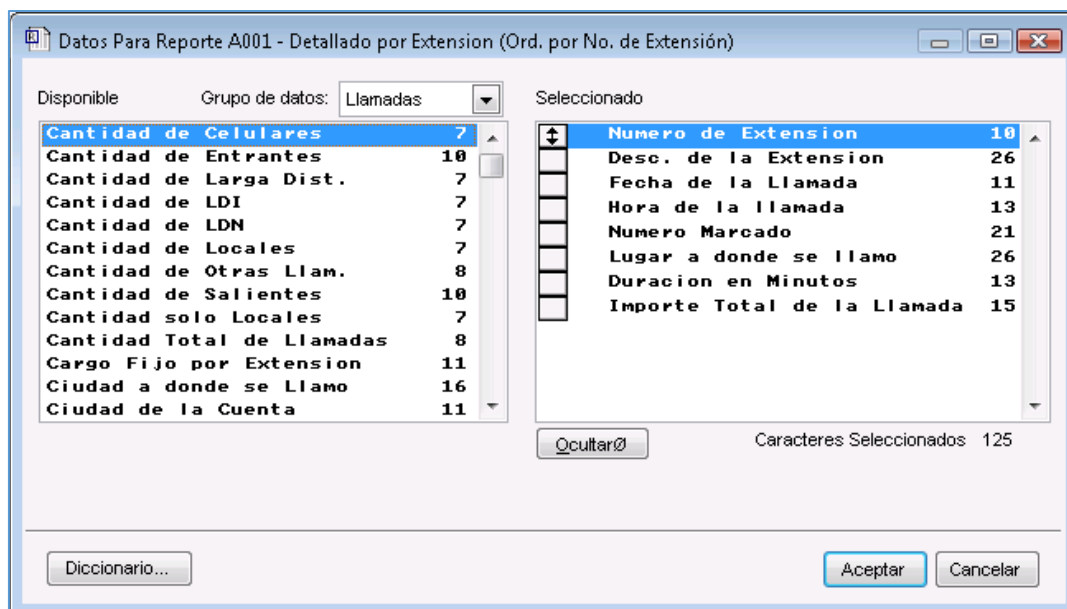 Datos Para Reporte A001 - Detallado por Extension (Ord. por No. de Extensión)
Disponible Grupo de datos: Llamadas
Cantidad de Celulares 7
Cantidad de Entrantes 10
Cantidad de Larga Dist. 7
Cantidad de LDI 7
Cantidad de LDN 7
Cantidad de Locales 7
Cantidad de Otras Llam. 8
Cantidad de Salientes 10
Cantidad solo Locales 7
Cantidad Total de Llamadas 8
Cargo Fijo por Extension 11
Ciudad a donde se Llamo 16
Ciudad de la Cuenta 11
Seleccionado
Numero de Extension 10
Desc. de la Extension 26
Fecha de la Llamada 11
Hora de la llamada 13
Numero Marcado 21
Lugar a donde se llamo 26
Duracion en Minutos 13
Importe Total de la Llamada 15
OcultarØ
Caracteres Seleccionados 125
Diccionario...
Aceptar
Cancelar